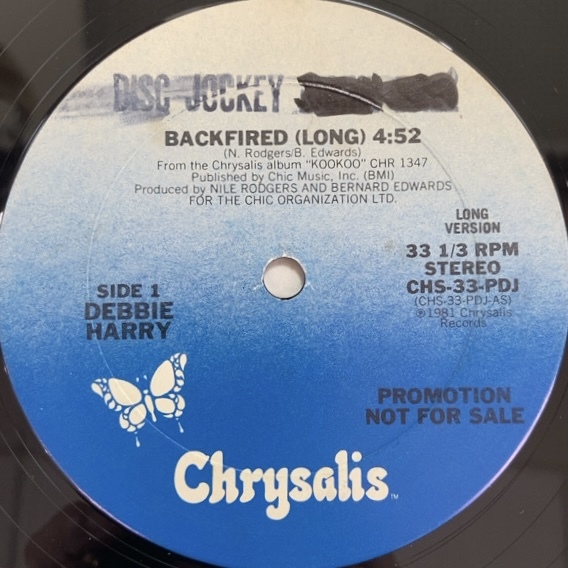 DISC JOCKEY
BACKFIRED (LONG) 4:52
(N. Rodgers/B. Edwards)
From the Chrysalis album "KOOKOO" CHR 1347
Published by Chic Music, Inc. (BMI)
Produced by NILE RODGERS AND BERNARD EDWARDS
FOR THE CHIC ORGANIZATION LTD.
LONG
VERSION
33 1/3 RPM
STEREO
CHS-33-PDJ
(CHS-33-PDJ-AS)
℗1981 Chrysalis
Records
SIDE 1
DEBBIE
HARRY
PROMOTION
NOT FOR SALE
Chrysalis™